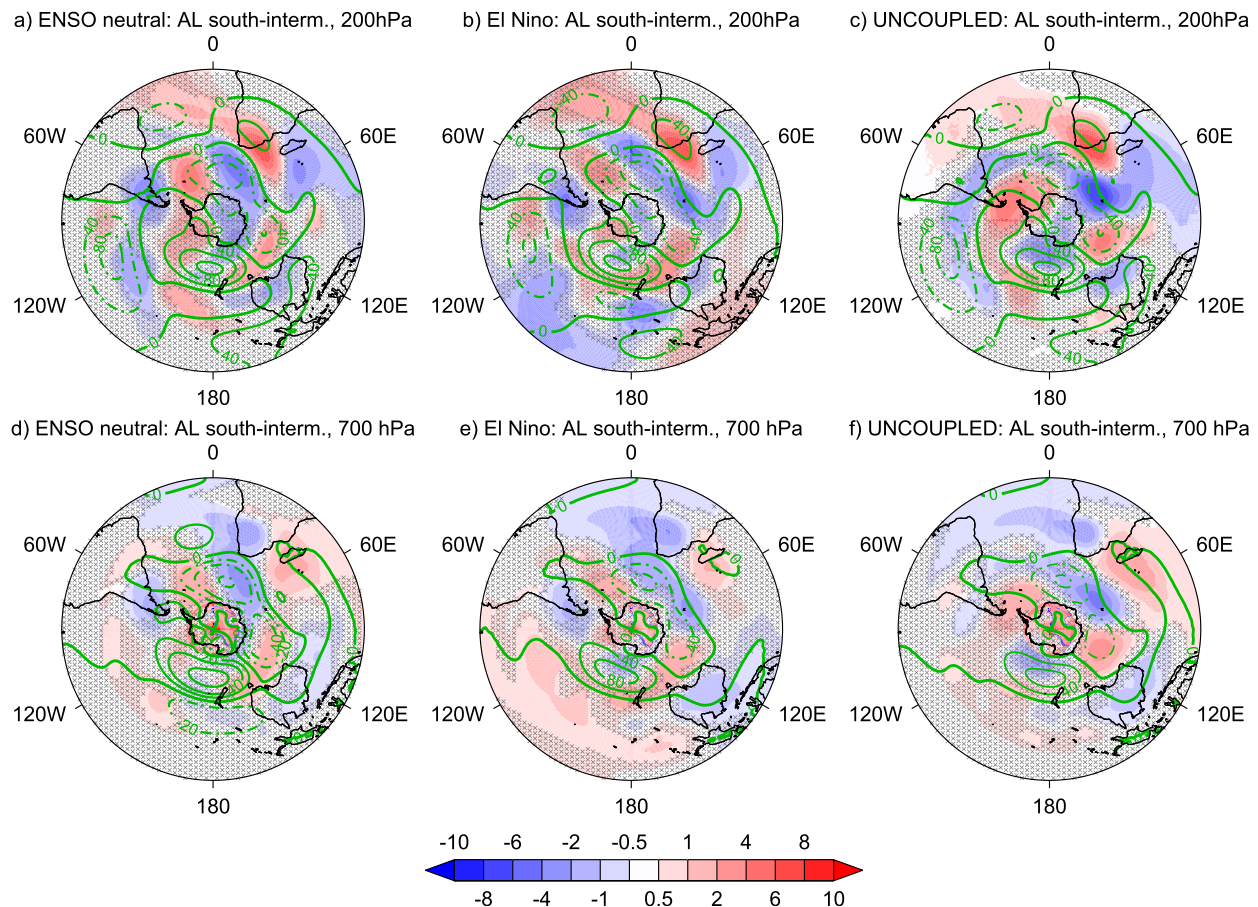 a) ENSO neutral: AL south-interm., 200hPa
b) El Nino: AL south-interm., 200hPa
c) UNCOUPLED: AL south-interm., 200hPa
0
0
0
60W
60E
60W
60E
60W
60E
120W
120E
120W
120E
120W
120E
180
180
180
d) ENSO neutral: AL south-interm., 700 hPa
e) El Nino: AL south-interm., 700 hPa
f) UNCOUPLED: AL south-interm., 700 hPa
0
0
0
60W
60E
60W
60E
60W
60E
120W
120E
120W
120E
120W
120E
180
180
180
-10 -6 -2 -0.5 1 4 8
-8 -4 -1 0.5 2 6 10